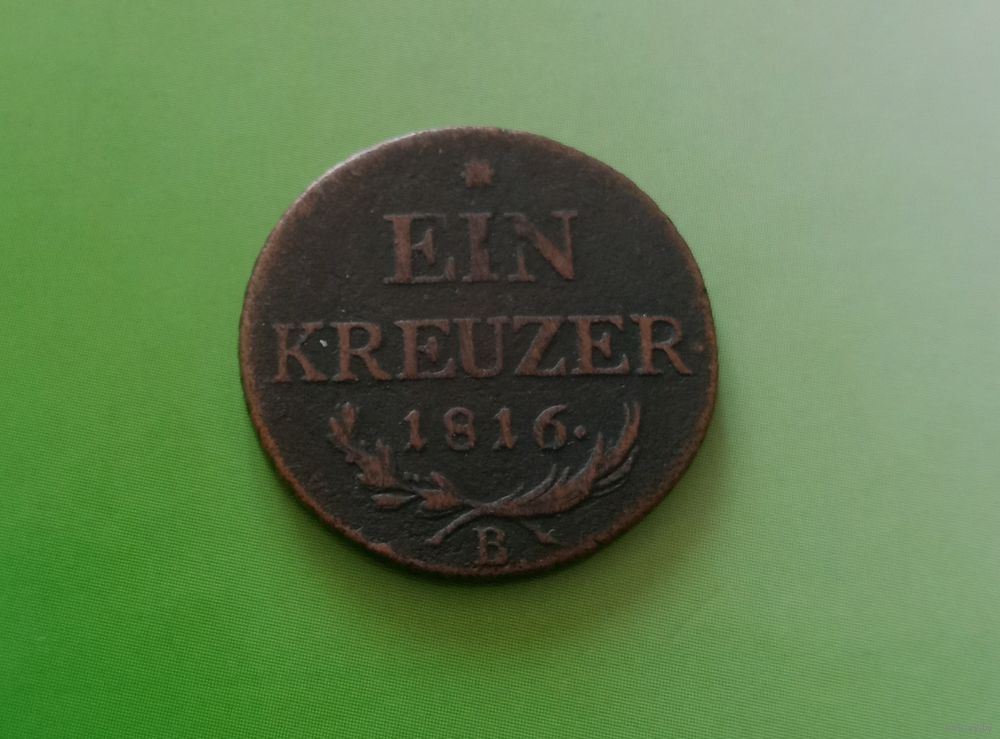 EIN
KREUZER.
1816.
B